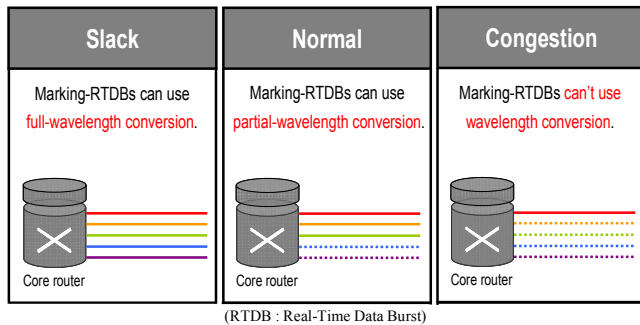 Slack
Marking-RTDBs can use
full-wavelength conversion.
Core router
Normal
Marking-RTDBs can use
partial-wavelength conversion.
Core router
Congestion
Marking-RTDBs can't use
wavelength conversion.
Core router
(RTDB : Real-Time Data Burst)